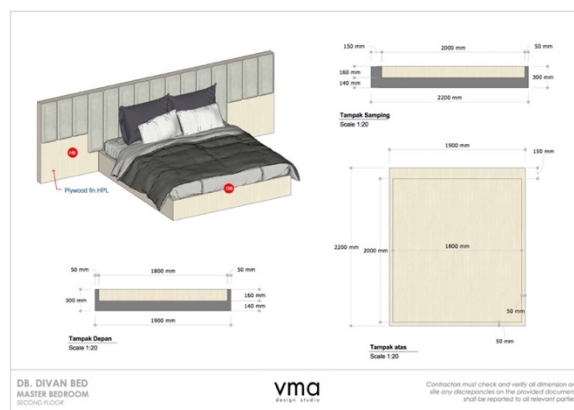 150 mm
2000 mm
50 mm
160 mm
140 mm
300 mm
2200 mm
Tampak Samping
Scale 1:20
HB
DB
Plywood fin.HPL
1900 mm
150 mm
2200 mm
2000 mm
1800 mm
50 mm
50 mm
Tampak atas
Scale 1:20
50 mm
1800 mm
50 mm
300 mm
160 mm
140 mm
1900 mm
Tampak Depan
Scale 1:20
DB. DIVAN BED
MASTER BEDROOM
SECOND FLOOR
vma
design studio
Contractors must check and verify all dimension on
site any discrepancies on the provided document
shall be reported to all relevant parties